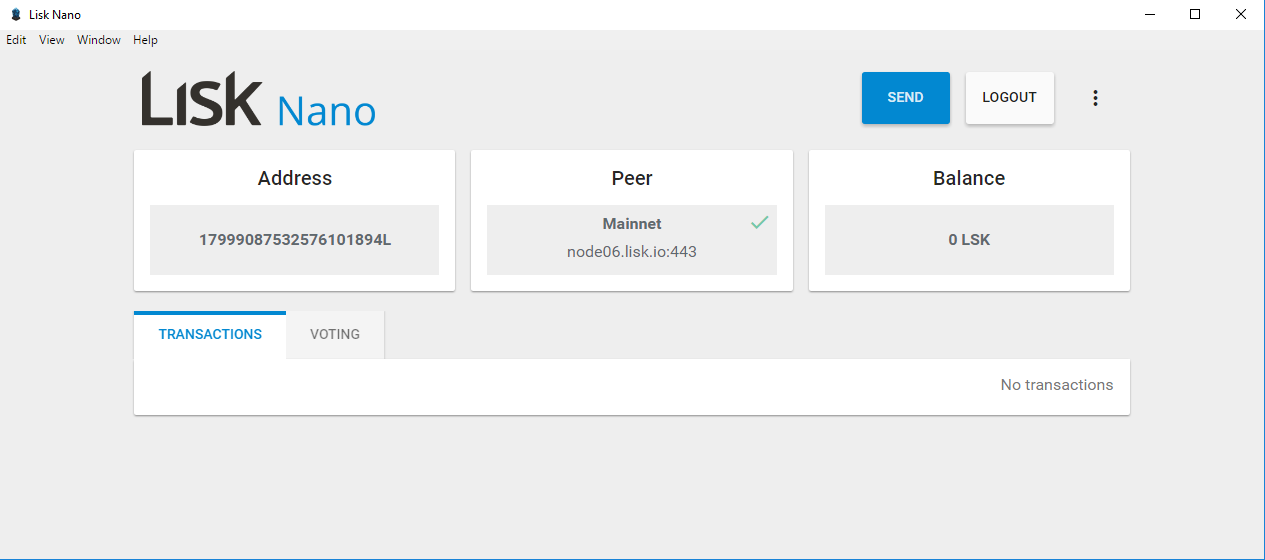 Lisk Nano
Edit View Window Help
LISK Nano
SEND
LOGOUT
Address
17999087532576101894L
Peer
Mainnet
node06.lisk.io:443
Balance
0 LSK
TRANSACTIONS
VOTING
No transactions